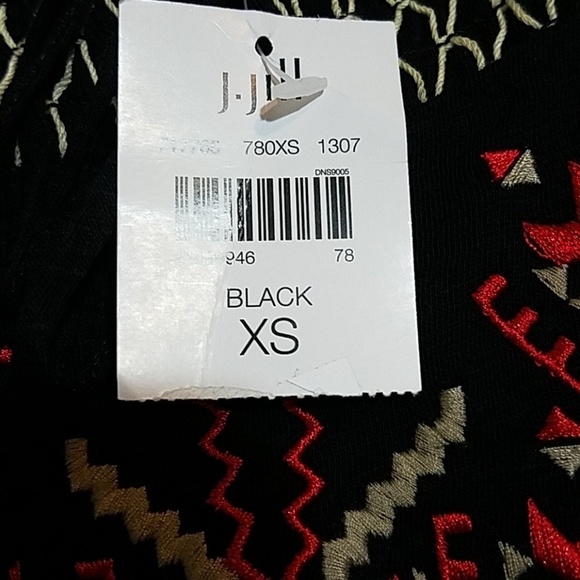 J.Jill
780XS 1307
DNS9005
946 78
BLACK
XS